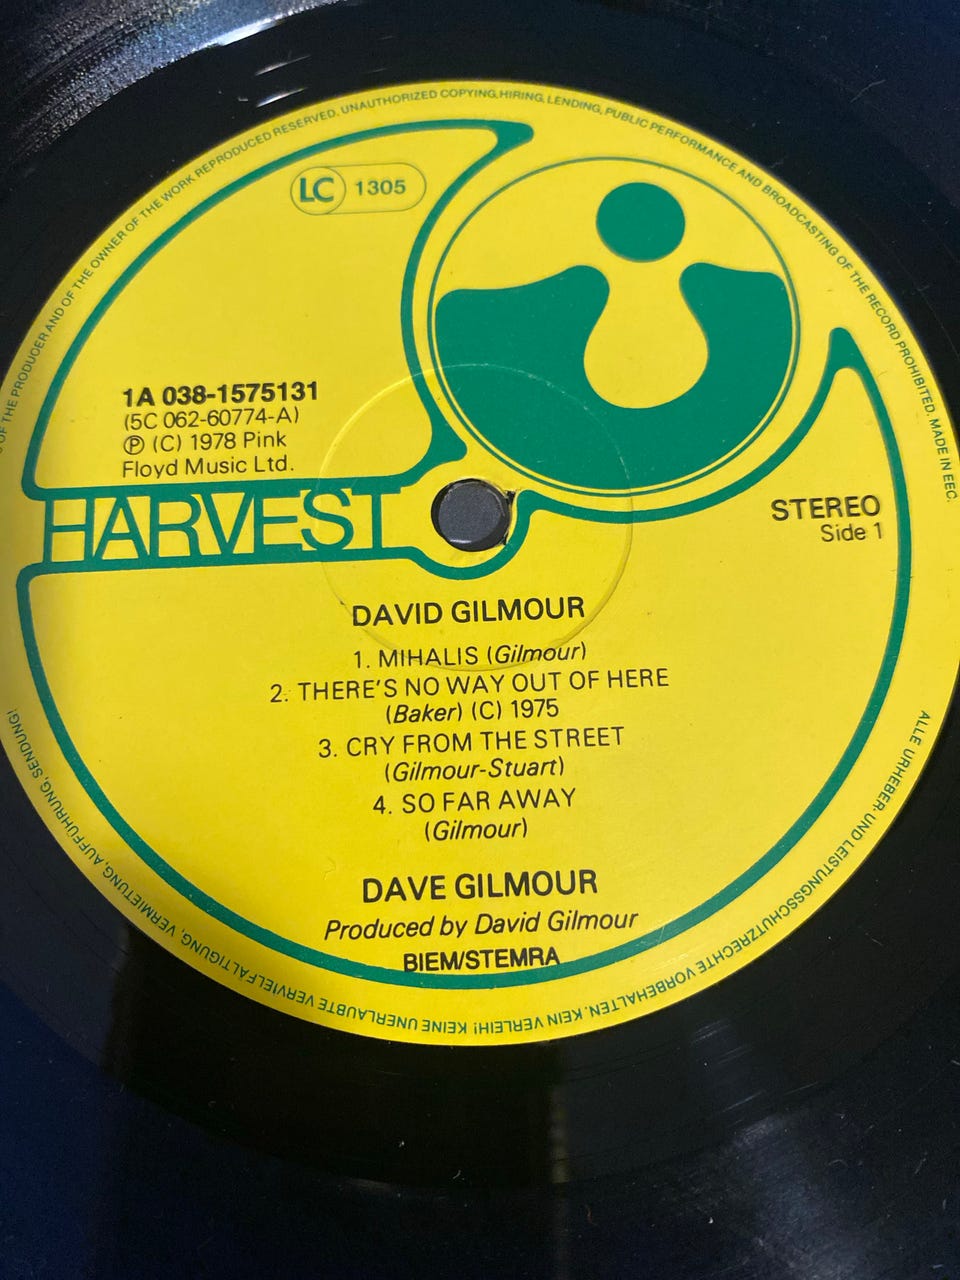 OF THE PRODUCER AND OF THE OWNER OF THE WORK REPRODUCED RESERVED. UNAUTHORIZED COPYING, HIRING, LENDING, PUBLIC PERFORMANCE AND BROADCASTING OF THE RECORD PROHIBITED. MADE IN EEC.
LC 1305
1A 038-1575131
(5C 062-60774-A)
Ⓟ (C) 1978 Pink
Floyd Music Ltd.
HARVEST
STEREO
Side 1
DAVID GILMOUR
1. MIHALIS (Gilmour)
2. THERE'S NO WAY OUT OF HERE
(Baker) (C) 1975
3. CRY FROM THE STREET
(Gilmour-Stuart)
4. SO FAR AWAY
(Gilmour)
DAVE GILMOUR
Produced by David Gilmour
BIEM/STEMRA
ALLE URHEBER- UND LEISTUNGSSCHUTZRECHTE VORBEHALTEN. KEIN VERLEIH! KEINE UNERLAUBTE VERVIELFÄLTIGUNG, VERMIETUNG, AUFFÜHRUNG, SENDUNG!